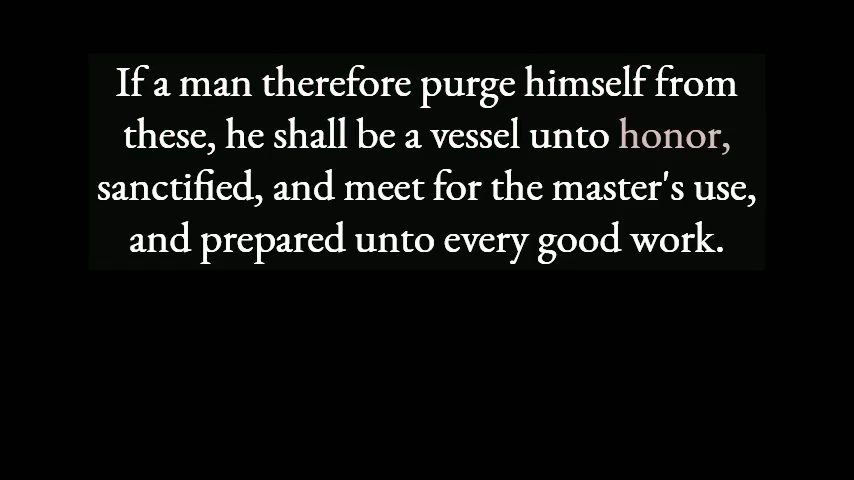 If a man therefore purge himself from
these, he shall be a vessel unto honor,
sanctified, and meet for the master's use,
and prepared unto every good work.